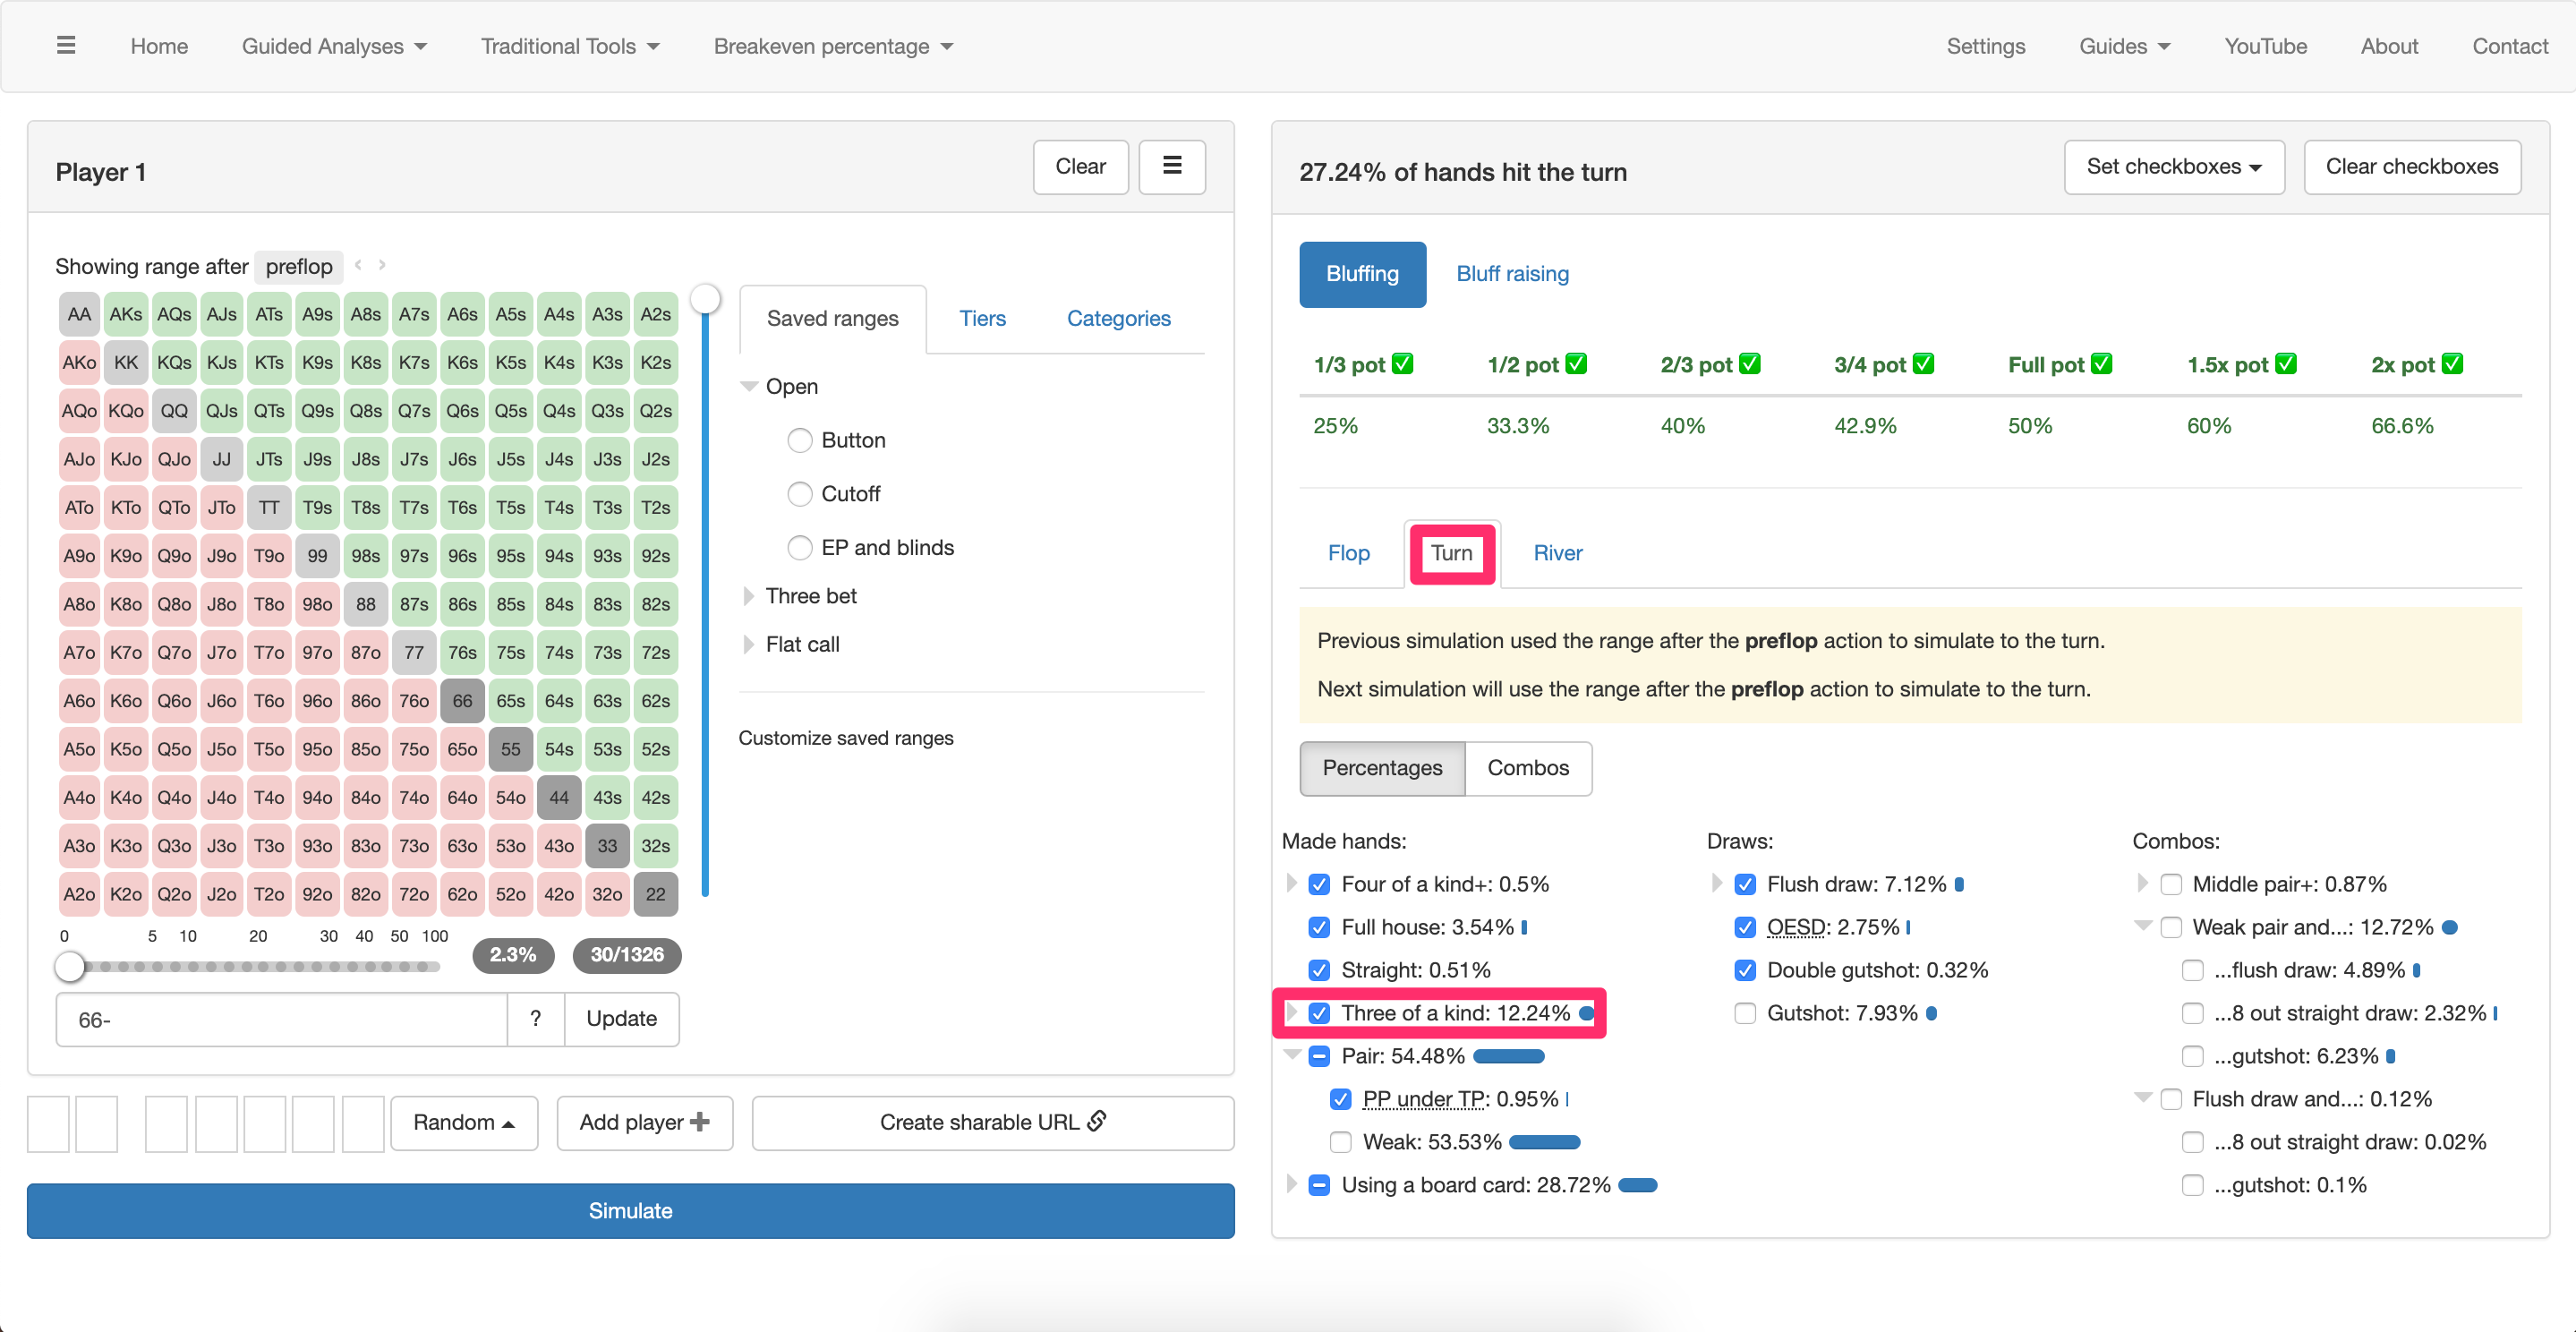 ☰ Home Guided Analyses Traditional Tools Breakeven percentage Settings Guides YouTube About Contact
Player 1 Clear ☰
Showing range after preflop ‹ ›
AA AKs AQs AJs ATs A9s A8s A7s A6s A5s A4s A3s A2s
AKo KK KQs KJs KTs K9s K8s K7s K6s K5s K4s K3s K2s
AQo KQo QQ QJs QTs Q9s Q8s Q7s Q6s Q5s Q4s Q3s Q2s
AJo KJo QJo JJ JTs J9s J8s J7s J6s J5s J4s J3s J2s
ATo KTo QTo JTo TT T9s T8s T7s T6s T5s T4s T3s T2s
A9o K9o Q9o J9o T9o 99 98s 97s 96s 95s 94s 93s 92s
A8o K8o Q8o J8o T8o 98o 88 87s 86s 85s 84s 83s 82s
A7o K7o Q7o J7o T7o 97o 87o 77 76s 75s 74s 73s 72s
A6o K6o Q6o J6o T6o 96o 86o 76o 66 65s 64s 63s 62s
A5o K5o Q5o J5o T5o 95o 85o 75o 65o 55 54s 53s 52s
A4o K4o Q4o J4o T4o 94o 84o 74o 64o 54o 44 43s 42s
A3o K3o Q3o J3o T3o 93o 83o 73o 63o 53o 43o 33 32s
A2o K2o Q2o J2o T2o 92o 82o 72o 62o 52o 42o 32o 22
0 5 10 20 30 40 50 100
2.3% 30/1326
66- ? Update
Saved ranges Tiers Categories
Open
Button
Cutoff
EP and blinds
Three bet
Flat call
Customize saved ranges
Random Add player Create sharable URL
Simulate
27.24% of hands hit the turn Set checkboxes Clear checkboxes
Bluffing Bluff raising
1/3 pot ✅ 1/2 pot ✅ 2/3 pot ✅ 3/4 pot ✅ Full pot ✅ 1.5x pot ✅ 2x pot ✅
25% 33.3% 40% 42.9% 50% 60% 66.6%
Flop Turn River
Previous simulation used the range after the preflop action to simulate to the turn.
Next simulation will use the range after the preflop action to simulate to the turn.
Percentages Combos
Made hands:
Four of a kind+: 0.5%
Full house: 3.54%
Straight: 0.51%
Three of a kind: 12.24%
Pair: 54.48%
PP under TP: 0.95%
Weak: 53.53%
Using a board card: 28.72%
Draws:
Flush draw: 7.12%
OESD: 2.75%
Double gutshot: 0.32%
Gutshot: 7.93%
Combos:
Middle pair+: 0.87%
Weak pair and...: 12.72%
...flush draw: 4.89%
...8 out straight draw: 2.32%
...gutshot: 6.23%
Flush draw and...: 0.12%
...8 out straight draw: 0.02%
...gutshot: 0.1%